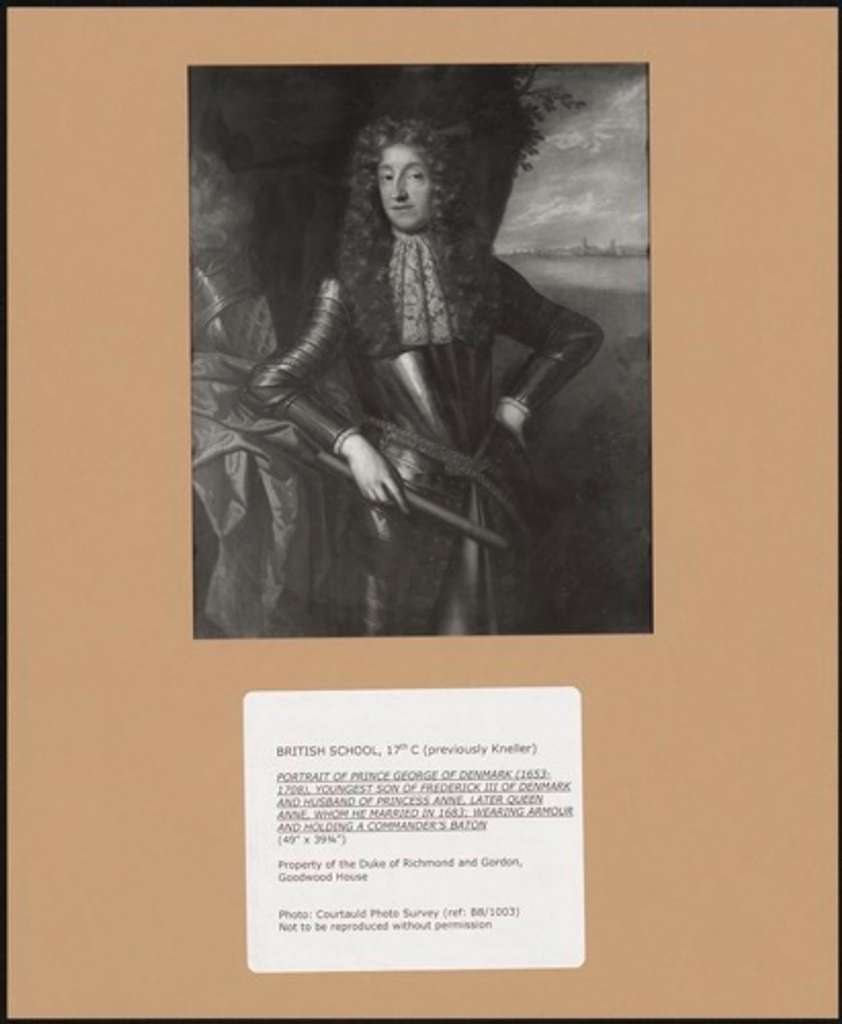 BRITISH SCHOOL, 17th C (previously Kneller)
PORTRAIT OF PRINCE GEORGE OF DENMARK (1653-
1708), YOUNGEST SON OF FREDERICK III OF DENMARK
AND HUSBAND OF PRINCESS ANNE, LATER QUEEN
ANNE, WHOM HE MARRIED IN 1683; WEARING ARMOUR
AND HOLDING A COMMANDER'S BATON
(49" x 39¼")
Property of the Duke of Richmond and Gordon,
Goodwood House
Photo: Courtauld Photo Survey (ref: B8/1003)
Not to be reproduced without permission